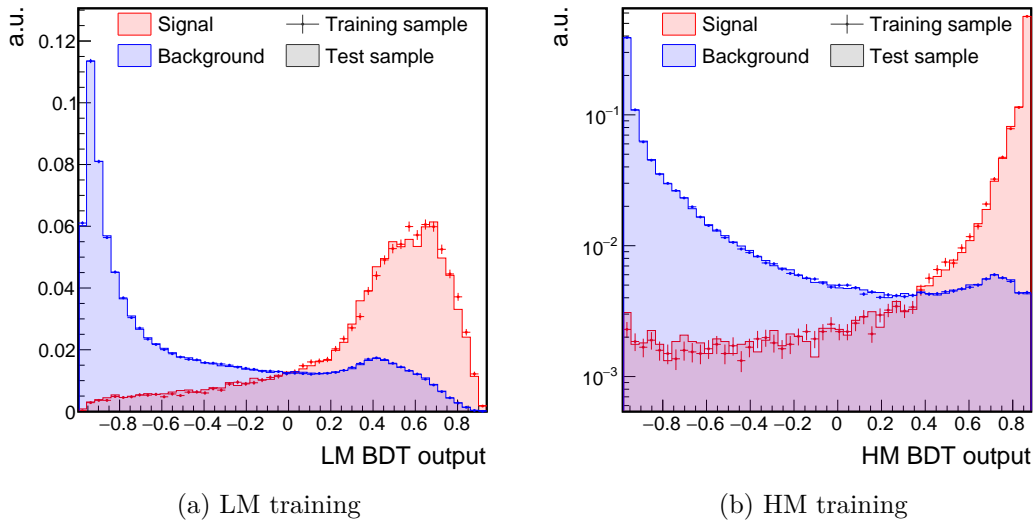 a.u.
Signal
Training sample
Background
Test sample
0.12
0.1
0.08
0.06
0.04
0.02
0
−0.8 −0.6 −0.4 −0.2 0 0.2 0.4 0.6 0.8
LM BDT output
(a) LM training
a.u.
Signal
Training sample
Background
Test sample
10−1
10−2
10−3
−0.8 −0.6 −0.4 −0.2 0 0.2 0.4 0.6 0.8
HM BDT output
(b) HM training